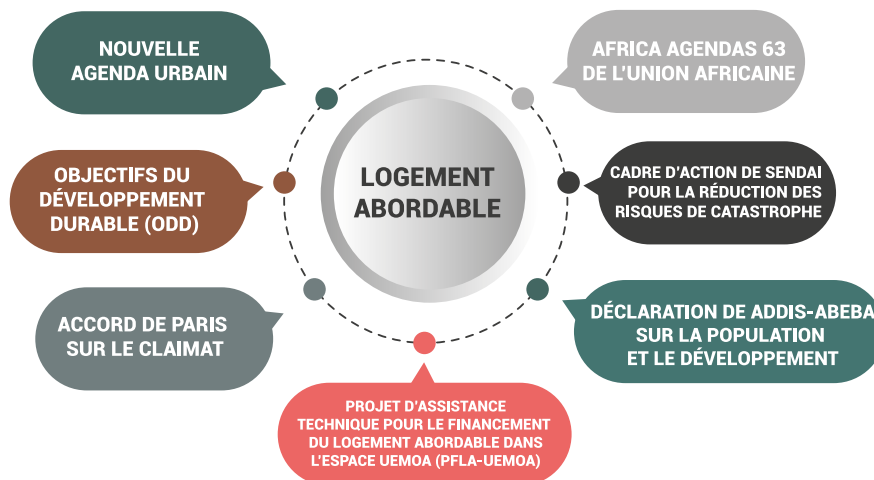 NOUVELLE
AGENDA URBAIN
AFRICA AGENDAS 63
DE L'UNION AFRICAINE
OBJECTIFS DU
DÉVELOPPEMENT
DURABLE (ODD)
LOGEMENT
ABORDABLE
CADRE D'ACTION DE SENDAI
POUR LA RÉDUCTION DES
RISQUES DE CATASTROPHE
ACCORD DE PARIS
SUR LE CLAIMAT
DÉCLARATION DE ADDIS-ABEBA
SUR LA POPULATION
ET LE DÉVELOPPEMENT
PROJET D'ASSISTANCE
TECHNIQUE POUR LE FINANCEMENT
DU LOGEMENT ABORDABLE DANS
L'ESPACE UEMOA (PFLA-UEMOA)